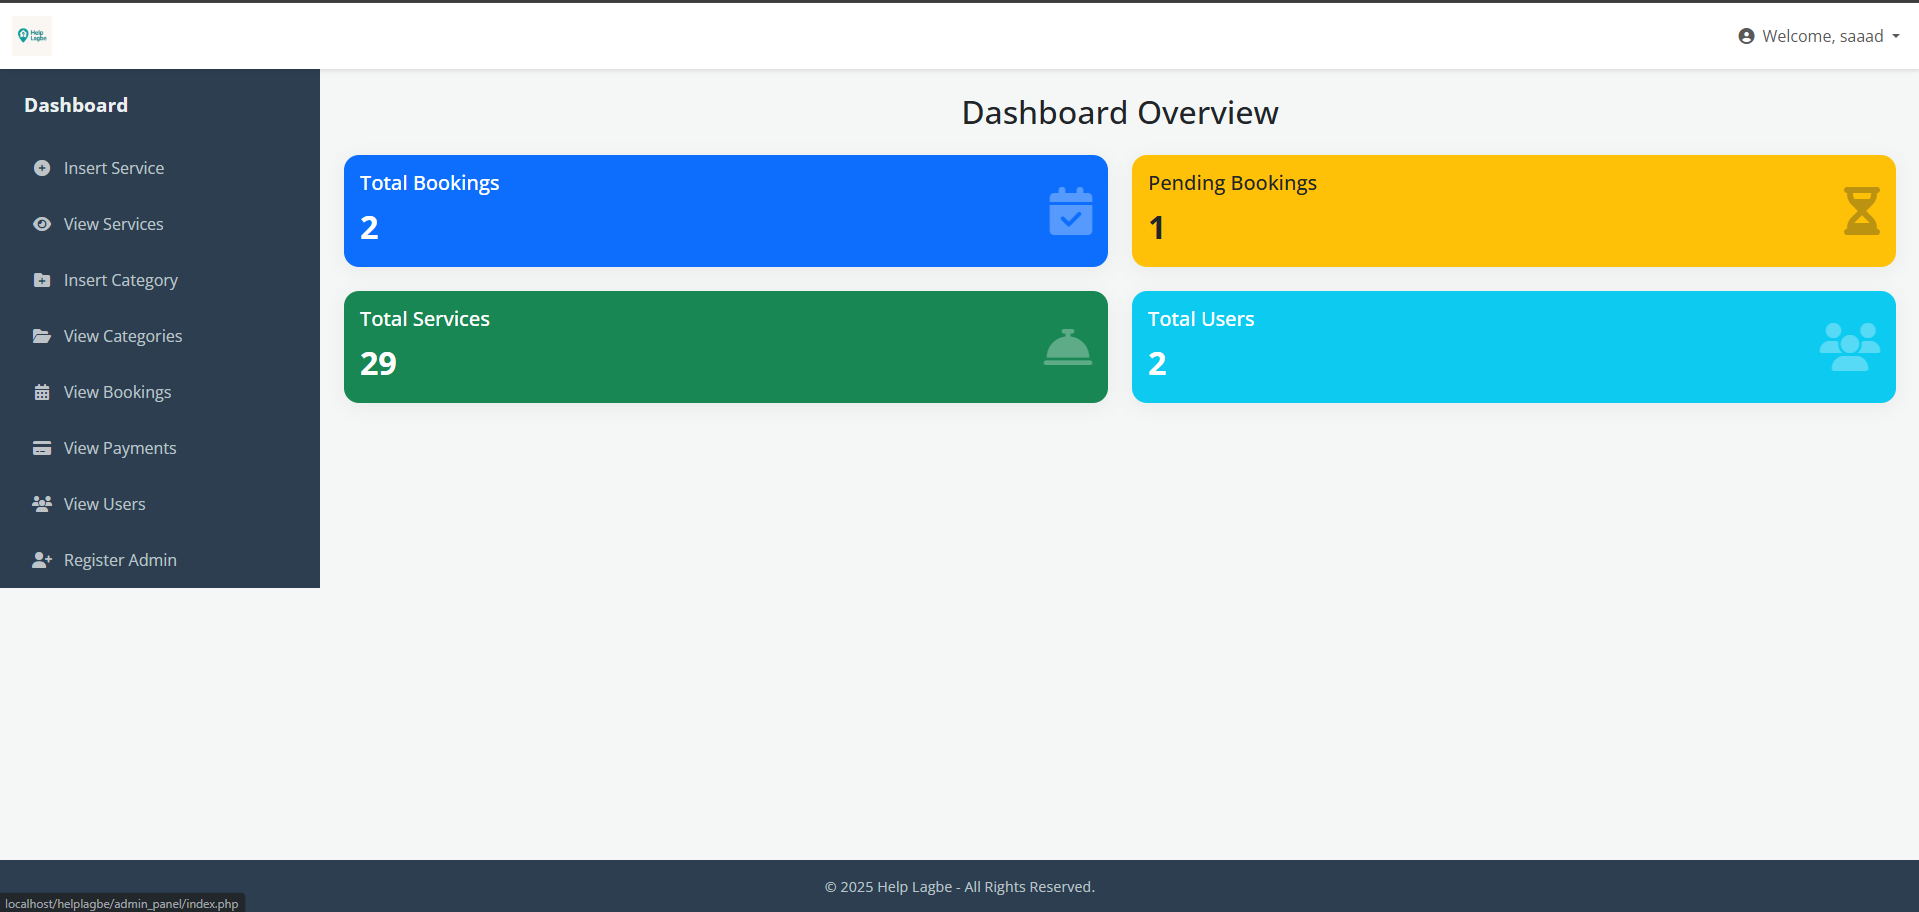 Help
Lagbe
Welcome, saaad
Dashboard
Insert Service
View Services
Insert Category
View Categories
View Bookings
View Payments
View Users
Register Admin
Dashboard Overview
Total Bookings
2
Pending Bookings
1
Total Services
29
Total Users
2
© 2025 Help Lagbe - All Rights Reserved.
localhost/helplagbe/admin_panel/index.php